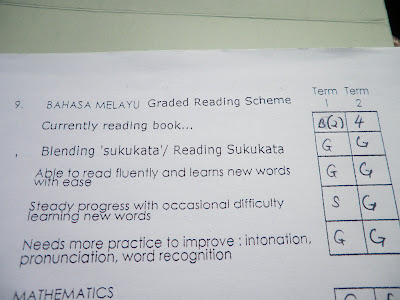 Term Term
9. BAHASA MELAYU Graded Reading Scheme 1 2
Currently reading book... B(2) 4
Blending 'sukukata'/ Reading Sukukata G G
Able to read fluently and learns new words
with ease G G
Steady progress with occasional difficulty
learning new words S G
Needs more practice to improve : intonation, G G
pronunciation, word recognition
MATHEMATICS